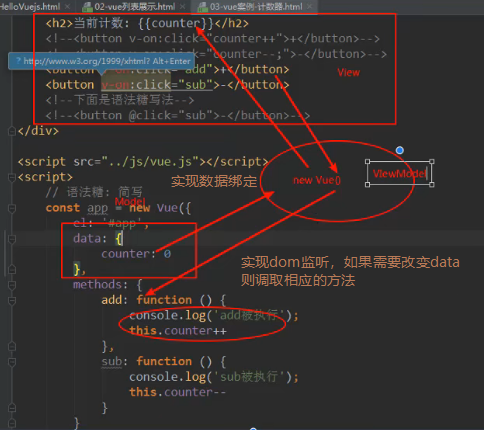 HelloVuejs.html 02-vue列表展示.html 03-vue案例-计数器.html
<h2>当前计数: {{counter}}</h2>
<!--<button v-on:click="counter++">+</button>-->
<!--<button v-on:click="counter--;">-</button>-->
? http://www.w3.org/1999/xhtml? Alt+Enter
on:click="add">+</button>
View
<button v-on:click="sub">-</button>
<!--下面是语法糖写法-->
<!--<button @click="sub">-</button>-->
</div>
<script src="../js/vue.js"></script>
<script>
实现数据绑定
new Vue()
ViewModel
// 语法糖: 简写
Model
const app = new Vue({
el: '#app',
data: {
counter: 0
},
实现dom监听，如果需要改变data
则调取相应的方法
methods: {
add: function () {
console.log('add被执行');
this.counter++
},
sub: function () {
console.log('sub被执行');
this.counter--
}
}